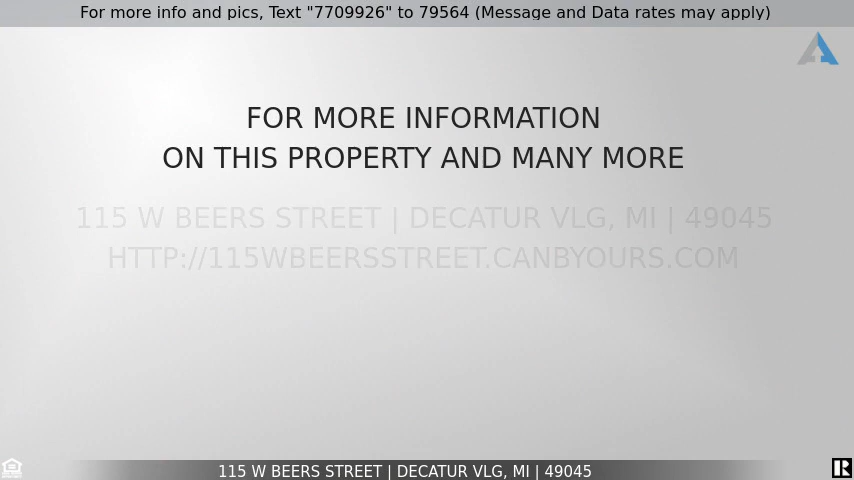 For more info and pics, Text "7709926" to 79564 (Message and Data rates may apply)
FOR MORE INFORMATION
ON THIS PROPERTY AND MANY MORE
115 W BEERS STREET | DECATUR VLG, MI | 49045
HTTP://115WBEERSSTREET.CANBYOURS.COM
115 W BEERS STREET | DECATUR VLG, MI | 49045